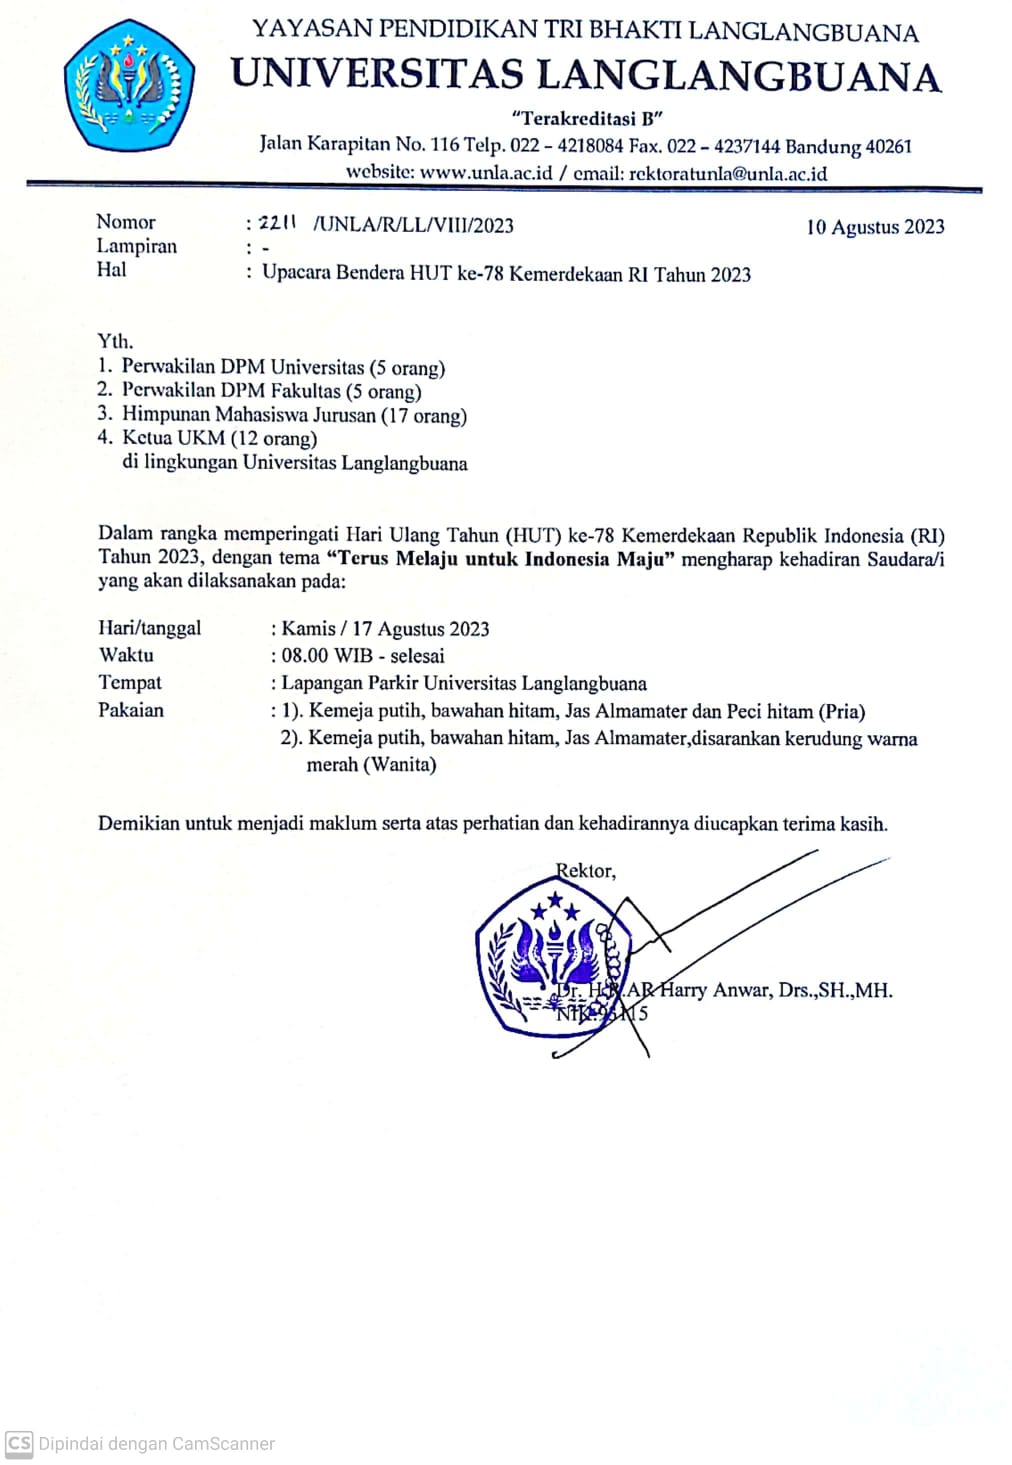 YAYASAN PENDIDIKAN TRI BHAKTI LANGLANGBUANA
UNIVERSITAS LANGLANGBUANA
"Terakreditasi B"
Jalan Karapitan No. 116 Telp. 022 – 4218084 Fax. 022 – 4237144 Bandung 40261
website: www.unla.ac.id / email: rektoratunla@unla.ac.id
Nomor : 2211 /UNLA/R/LL/VIII/2023 10 Agustus 2023
Lampiran : -
Hal : Upacara Bendera HUT ke-78 Kemerdekaan RI Tahun 2023
Yth.
1. Perwakilan DPM Universitas (5 orang)
2. Perwakilan DPM Fakultas (5 orang)
3. Himpunan Mahasiswa Jurusan (17 orang)
4. Ketua UKM (12 orang)
di lingkungan Universitas Langlangbuana
Dalam rangka memperingati Hari Ulang Tahun (HUT) ke-78 Kemerdekaan Republik Indonesia (RI)
Tahun 2023, dengan tema "Terus Melaju untuk Indonesia Maju" mengharap kehadiran Saudara/i
yang akan dilaksanakan pada:
Hari/tanggal : Kamis / 17 Agustus 2023
Waktu : 08.00 WIB - selesai
Tempat : Lapangan Parkir Universitas Langlangbuana
Pakaian : 1). Kemeja putih, bawahan hitam, Jas Almamater dan Peci hitam (Pria)
2). Kemeja putih, bawahan hitam, Jas Almamater,disarankan kerudung warna
merah (Wanita)
Demikian untuk menjadi maklum serta atas perhatian dan kehadirannya diucapkan terima kasih.
Rektor,
Dr. H.R.AR Harry Anwar, Drs.,SH.,MH.
NIK.
CS Dipindai dengan CamScanner